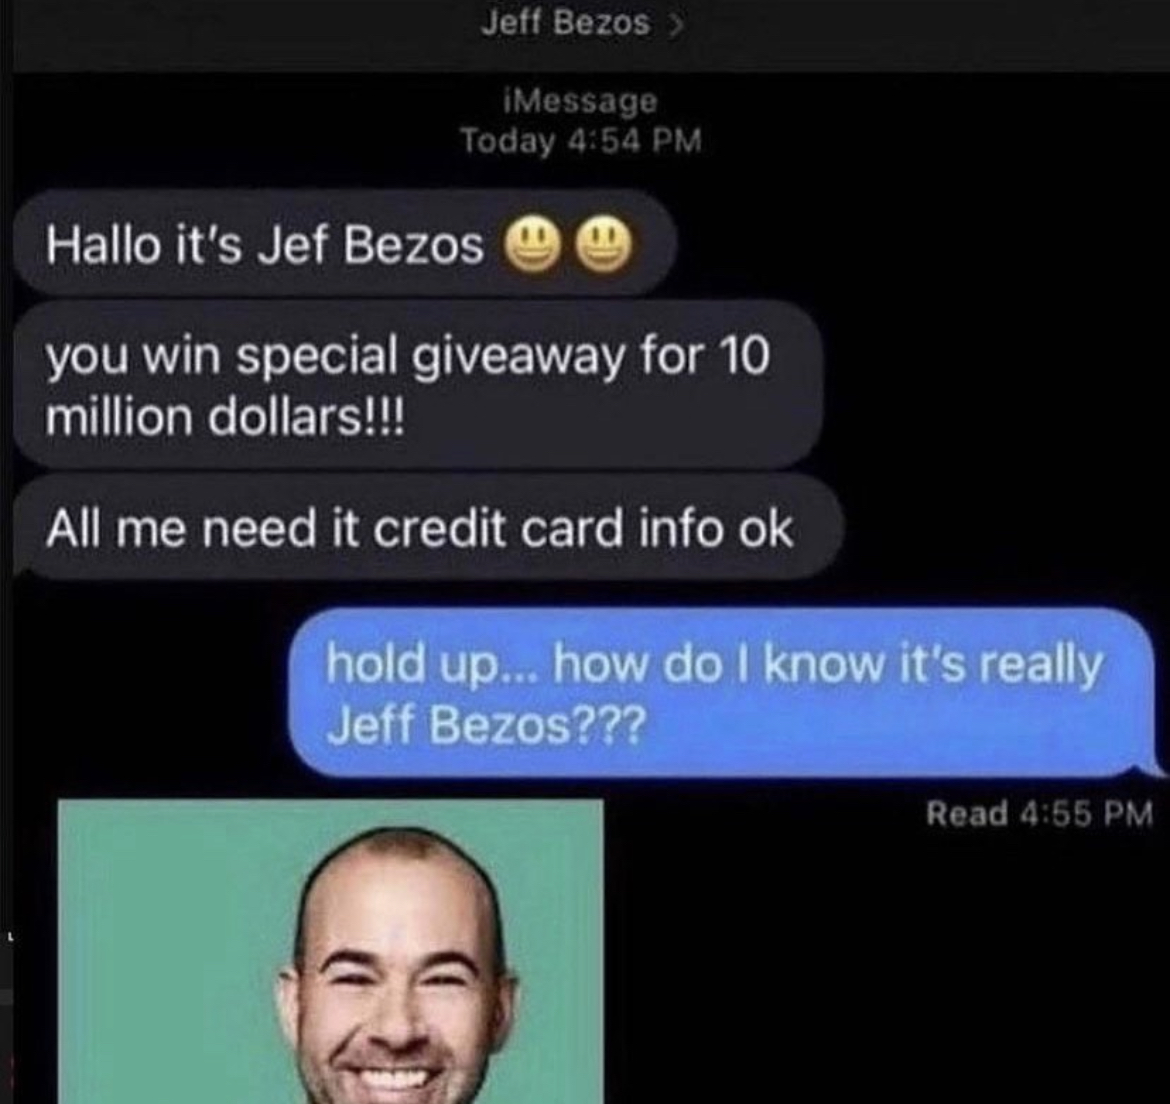 Jeff Bezos >
iMessage
Today 4:54 PM
Hallo it's Jef Bezos 😃😃
you win special giveaway for 10
million dollars!!!
All me need it credit card info ok
hold up... how do I know it's really
Jeff Bezos???
Read 4:55 PM